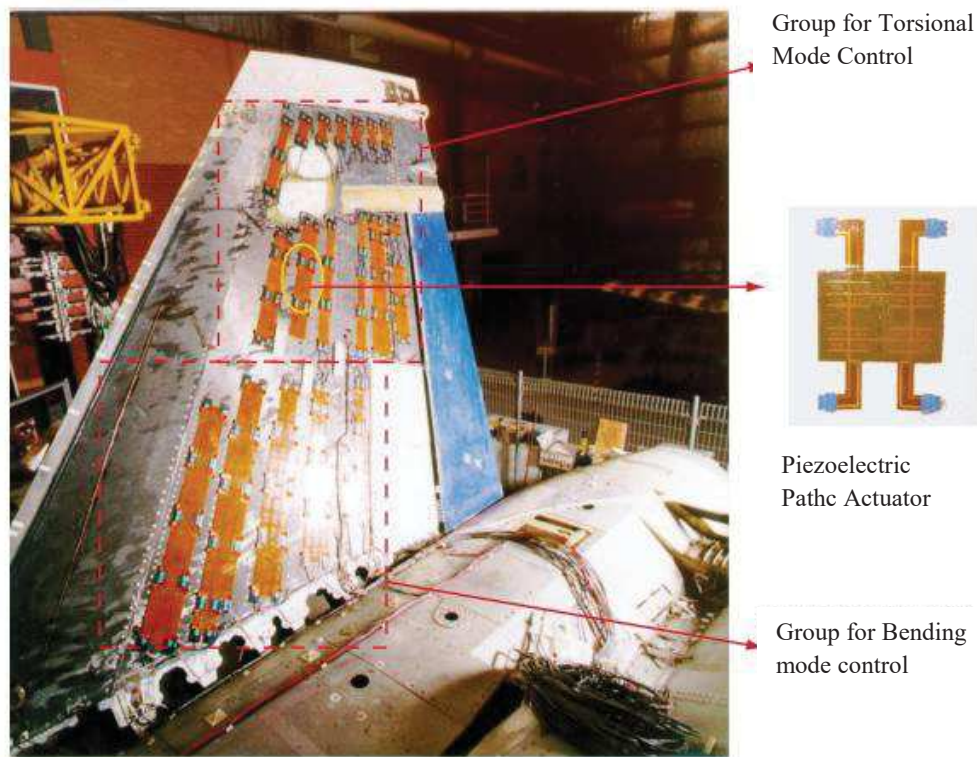 Group for Torsional
Mode Control
Piezoelectric
Pathc Actuator
Group for Bending
mode control